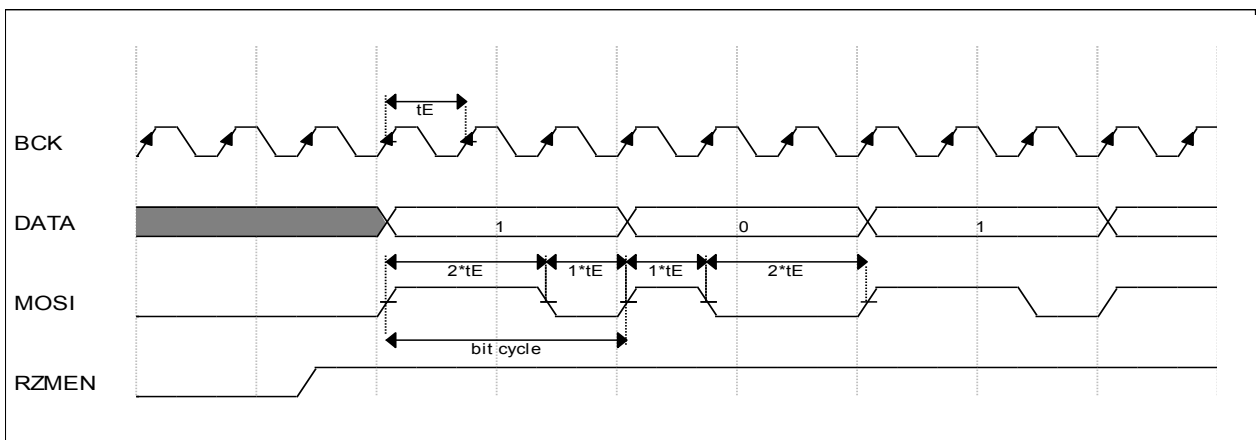 tE
BCK
DATA
1 0 1
2*tE 1*tE 1*tE 2*tE
MOSI
bit cycle
RZMEN